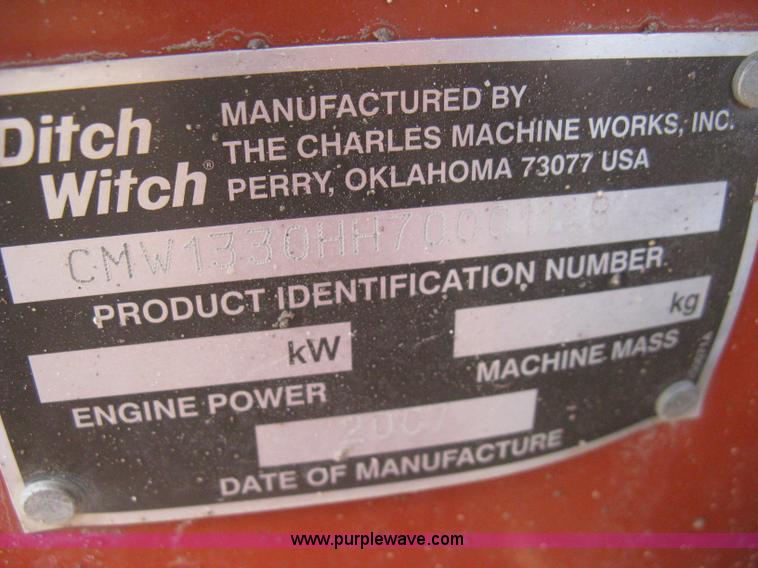 Ditch
Witch®
MANUFACTURED BY
THE CHARLES MACHINE WORKS, INC.
PERRY, OKLAHOMA 73077 USA
PRODUCT IDENTIFICATION NUMBER
kW
ENGINE POWER
kg
MACHINE MASS
2007
DATE OF MANUFACTURE
www.purplewave.com